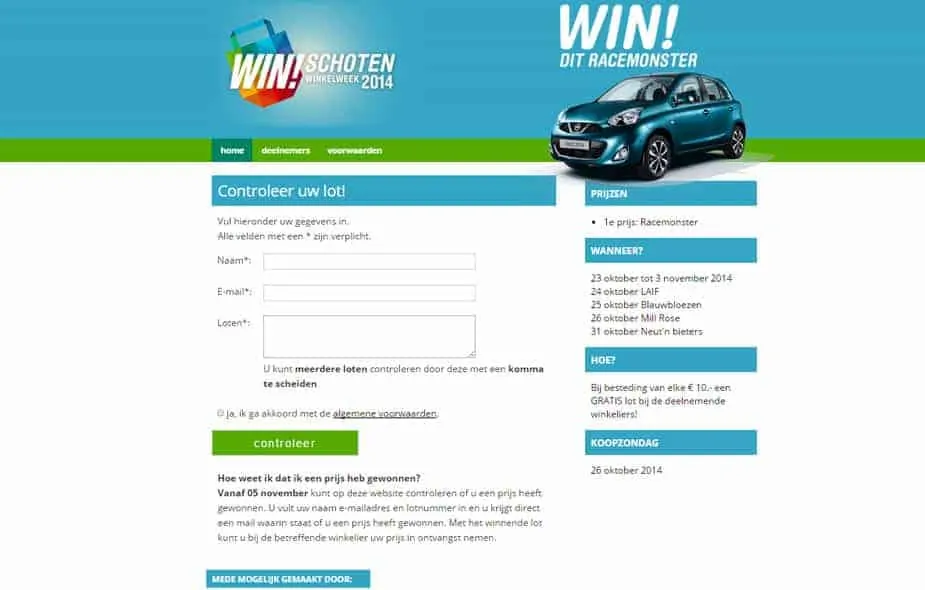 WIN! SCHOTEN
WINKELWEEK 2014
WIN!
DIT RACEMONSTER
home deelnemers voorwaarden
Controleer uw lot!
Vul hieronder uw gegevens in.
Alle velden met een * zijn verplicht.
Naam*:
E-mail*:
Loten*:
U kunt meerdere loten controleren door deze met een komma
te scheiden
ja, ik ga akkoord met de algemene voorwaarden.
controleer
Hoe weet ik dat ik een prijs heb gewonnen?
Vanaf 05 november kunt op deze website controleren of u een prijs heeft
gewonnen. U vult uw naam e-mailadres en lotnummer in en u krijgt direct
een mail waarin staat of u een prijs heeft gewonnen. Met het winnende lot
kunt u bij de betreffende winkelier uw prijs in ontvangst nemen.
MEDE MOGELIJK GEMAAKT DOOR:
PRIJZEN
1e prijs: Racemonster
WANNEER?
23 oktober tot 3 november 2014
24 oktober LAIF
25 oktober Blauwbloezen
26 oktober Mill Rose
31 oktober Neut'n bieters
HOE?
Bij besteding van elke € 10,- een
GRATIS lot bij de deelnemende
winkeliers!
KOOPZONDAG
26 oktober 2014